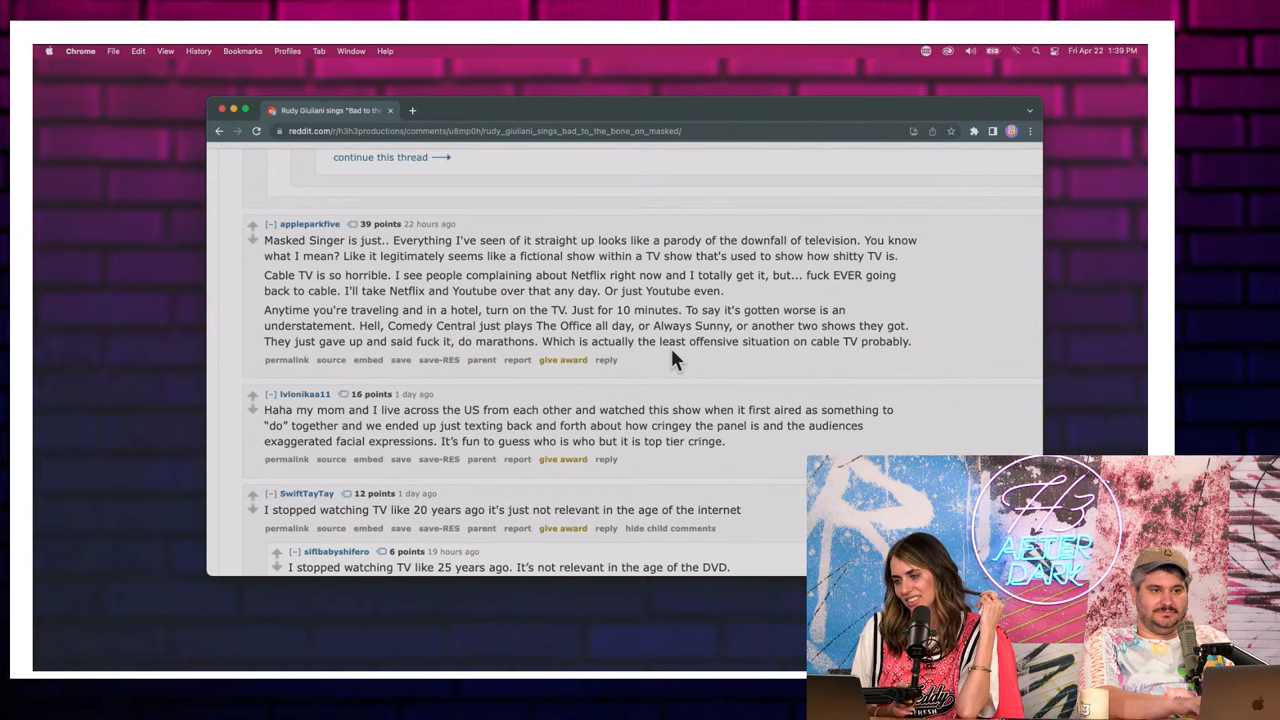 Chrome File Edit View History Bookmarks Profiles Tab Window Help Fri Apr 22 1:39 PM
Rudy Giuliani sings "Bad to the
reddit.com/r/h3h3productions/comments/u8mp0h/rudy_giuliani_sings_bad_to_the_bone_on_masked/
continue this thread ⟶
[–] appleparkfive 39 points 22 hours ago
Masked Singer is just.. Everything I've seen of it straight up looks like a parody of the downfall of television. You know
what I mean? Like it legitimately seems like a fictional show within a TV show that's used to show how shitty TV is.
Cable TV is so horrible. I see people complaining about Netflix right now and I totally get it, but... fuck EVER going
back to cable. I'll take Netflix and Youtube over that any day. Or just Youtube even.
Anytime you're traveling and in a hotel, turn on the TV. Just for 10 minutes. To say it's gotten worse is an
understatement. Hell, Comedy Central just plays The Office all day, or Always Sunny, or another two shows they got.
They just gave up and said fuck it, do marathons. Which is actually the least offensive situation on cable TV probably.
permalink source embed save save-RES parent report give award reply
[–] lvlonikaa11 16 points 1 day ago
Haha my mom and I live across the US from each other and watched this show when it first aired as something to
“do” together and we ended up just texting back and forth about how cringey the panel is and the audiences
exaggerated facial expressions. It’s fun to guess who is who but it is top tier cringe.
permalink source embed save save-RES parent report give award reply
[–] SwiftTayTay 12 points 1 day ago
I stopped watching TV like 20 years ago it's just not relevant in the age of the internet
permalink source embed save save-RES parent report give award reply hide child comments
[–] siflbabyshifero 6 points 19 hours ago
I stopped watching TV like 25 years ago. It’s not relevant in the age of the DVD.
H3
AFTER
DARK
FRESH